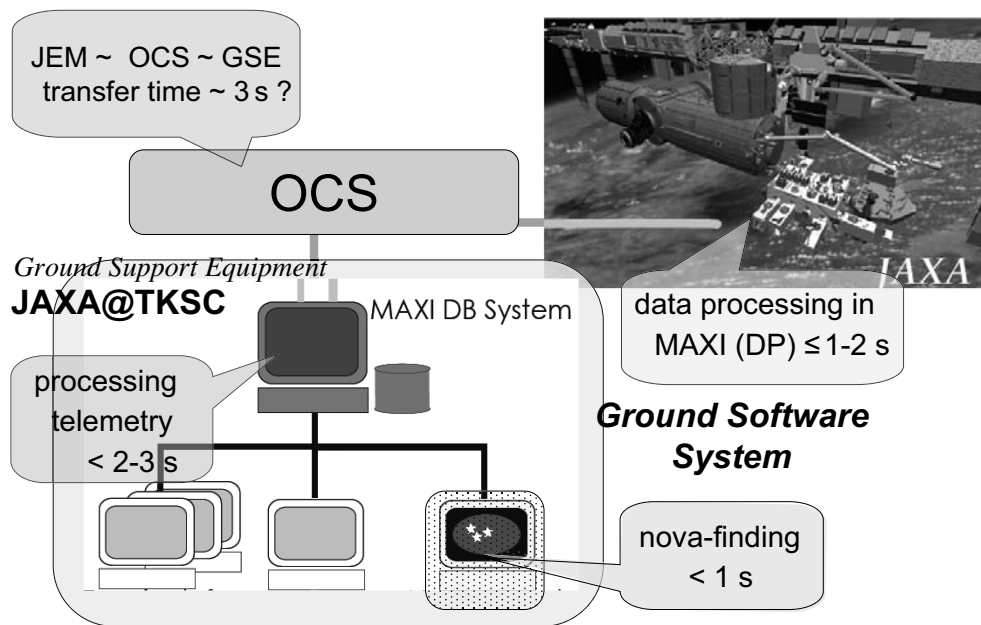 JEM ~ OCS ~ GSE
transfer time ~ 3 s ?
OCS
JAXA
Ground Support Equipment
JAXA@TKSC
MAXI DB System
data processing in
MAXI (DP) ≤ 1-2 s
processing
telemetry
< 2-3 s
Ground Software
System
nova-finding
< 1 s